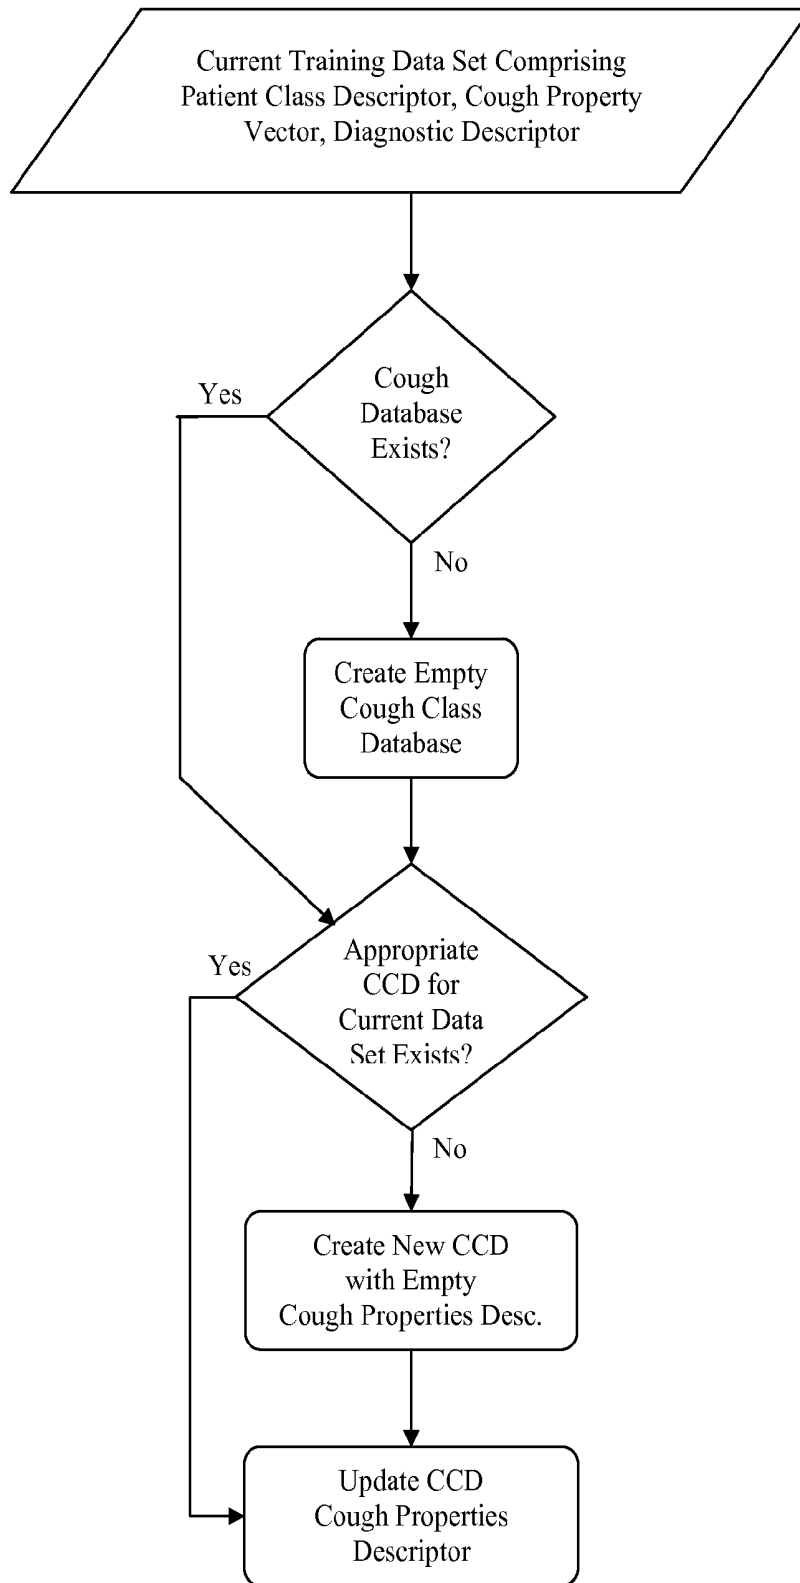 Current Training Data Set Comprising
Patient Class Descriptor, Cough Property
Vector, Diagnostic Descriptor
Yes
Cough
Database
Exists?
No
Create Empty
Cough Class
Database
Yes
Appropriate
CCD for
Current Data
Set Exists?
No
Create New CCD
with Empty
Cough Properties Desc.
Update CCD
Cough Properties
Descriptor